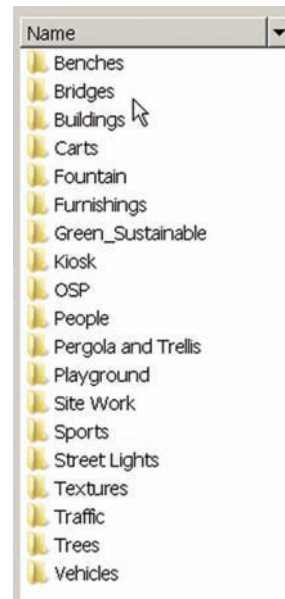 Name
Benches
Bridges
Buildings
Carts
Fountain
Furnishings
Green_Sustainable
Kiosk
OSP
People
Pergola and Trellis
Playground
Site Work
Sports
Street Lights
Textures
Traffic
Trees
Vehicles